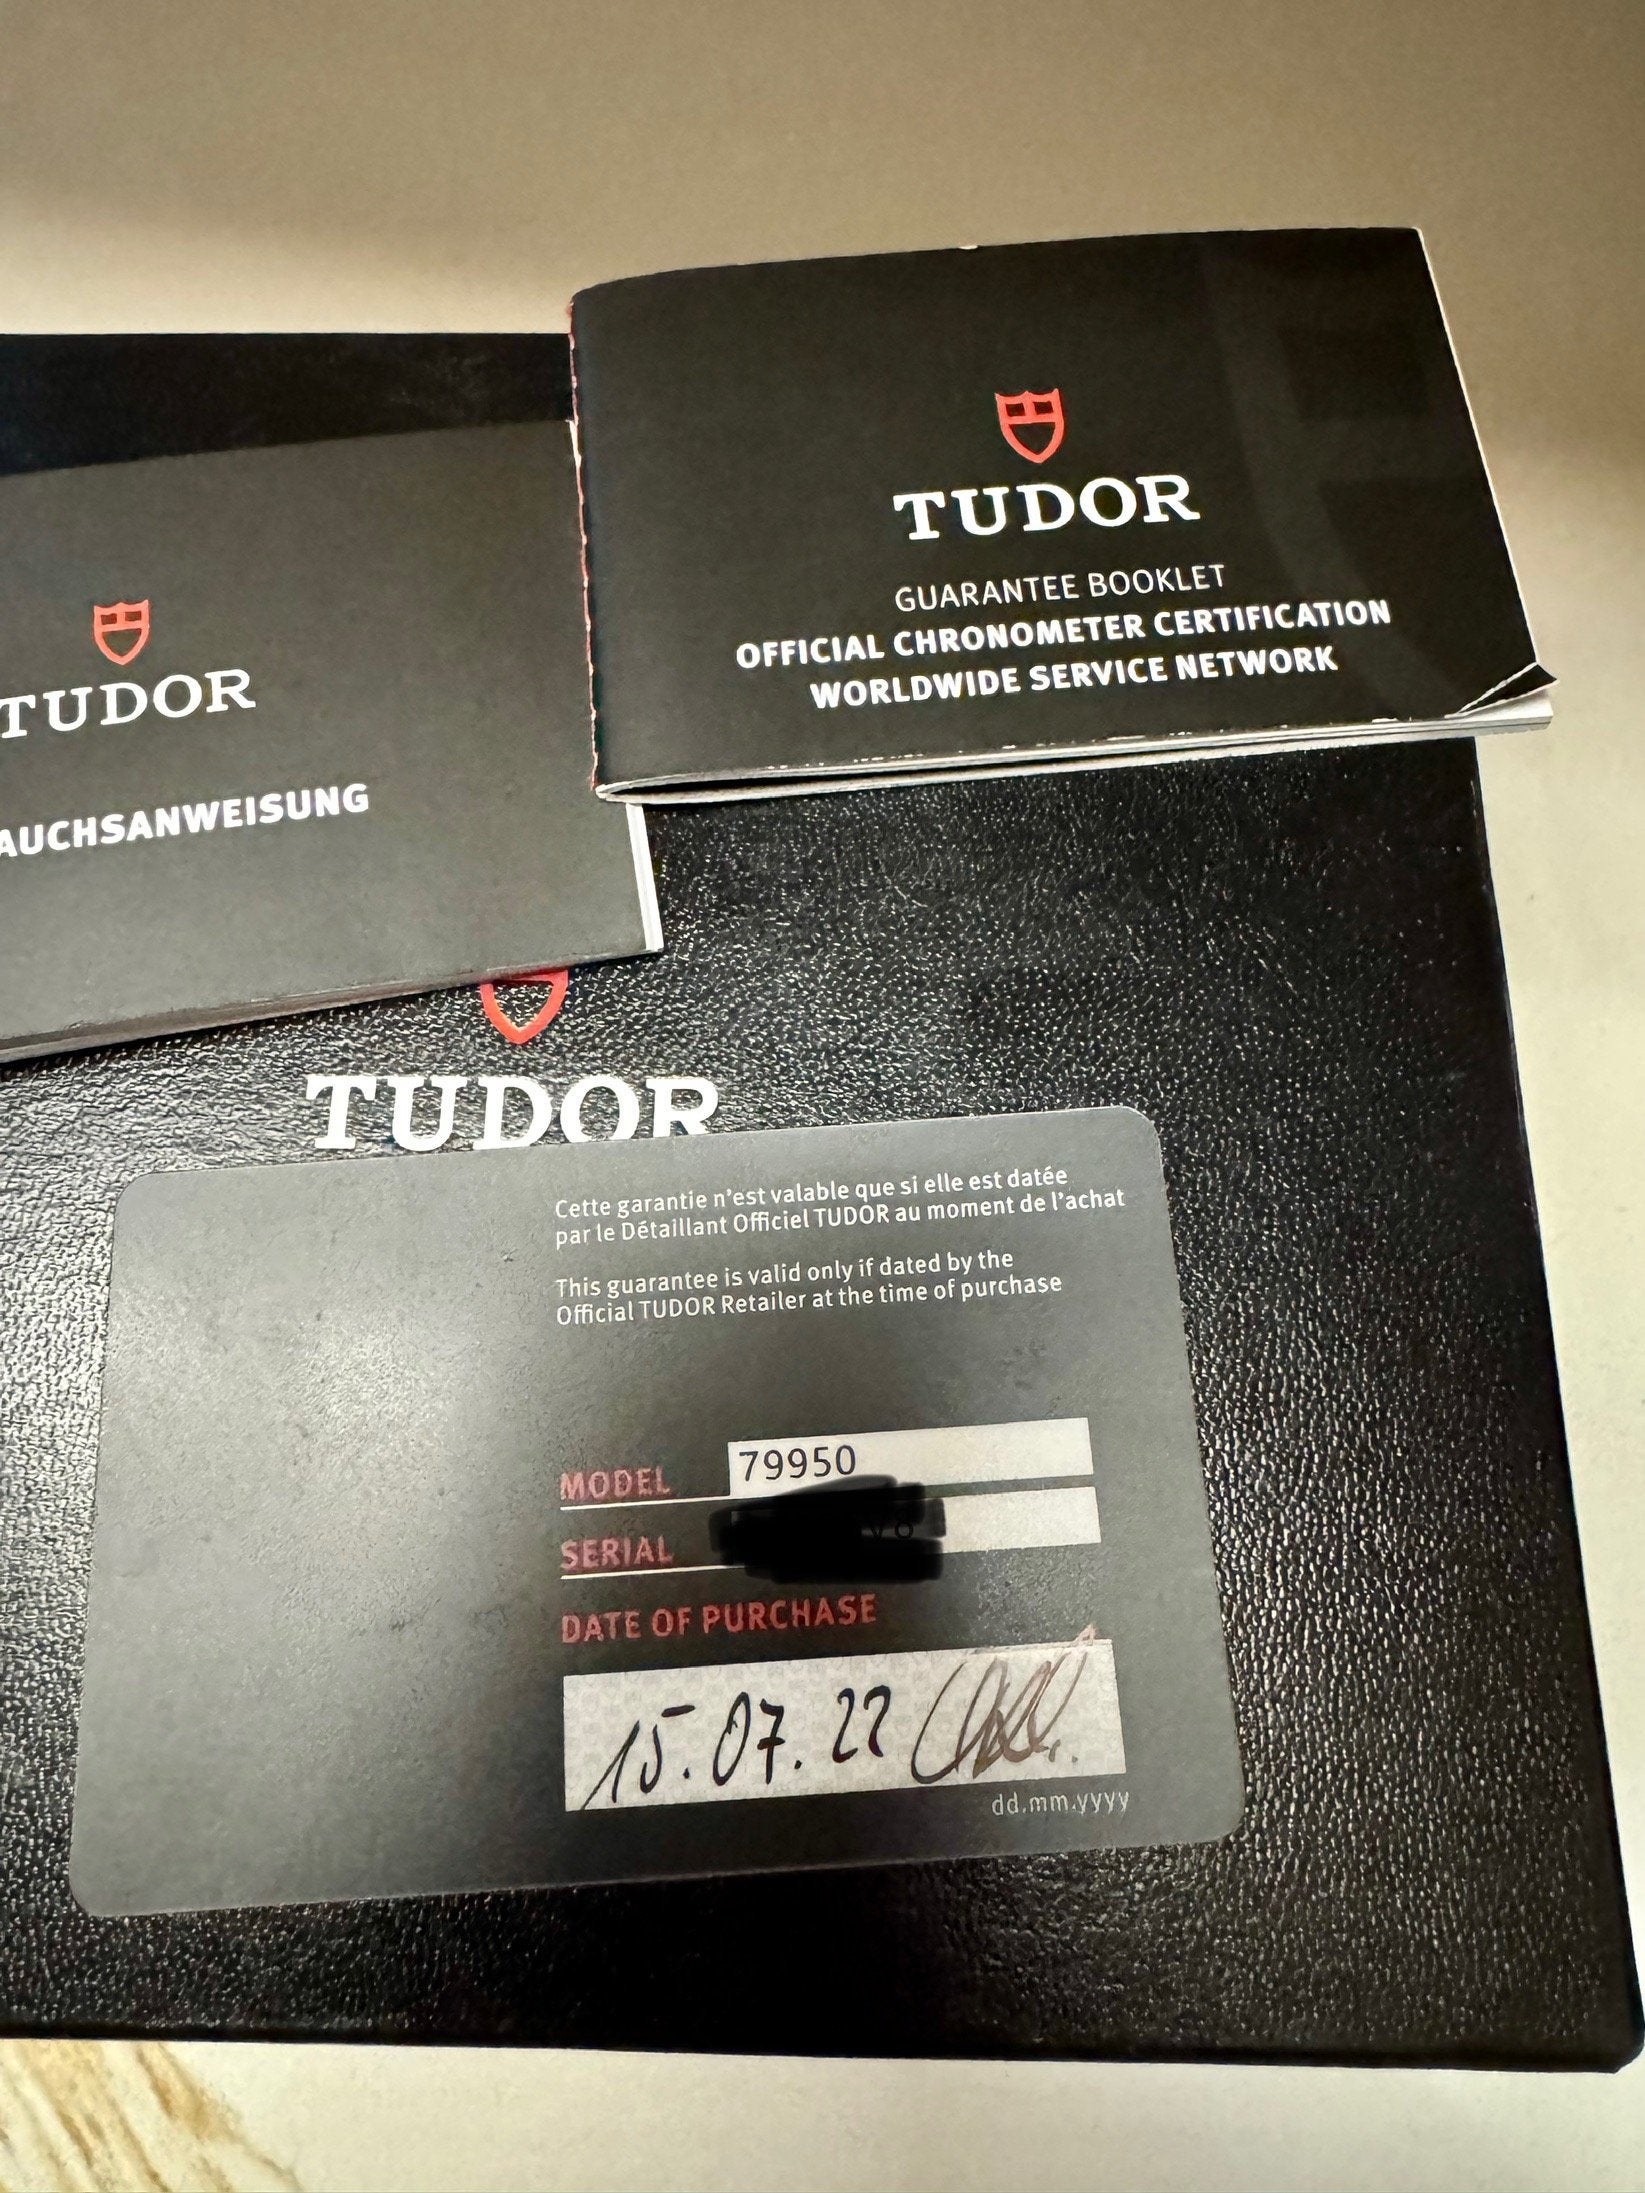 TUDOR
GUARANTEE BOOKLET
OFFICIAL CHRONOMETER CERTIFICATION
WORLDWIDE SERVICE NETWORK
TUDOR
AUCHSANWEISUNG
TUDOR
Cette garantie n'est valable que si elle est datée
par le Détaillant Officiel TUDOR au moment de l'achat
This guarantee is valid only if dated by the
Official TUDOR Retailer at the time of purchase
MODEL 79950
SERIAL V8
DATE OF PURCHASE
15.07.22
dd.mm.yyyy